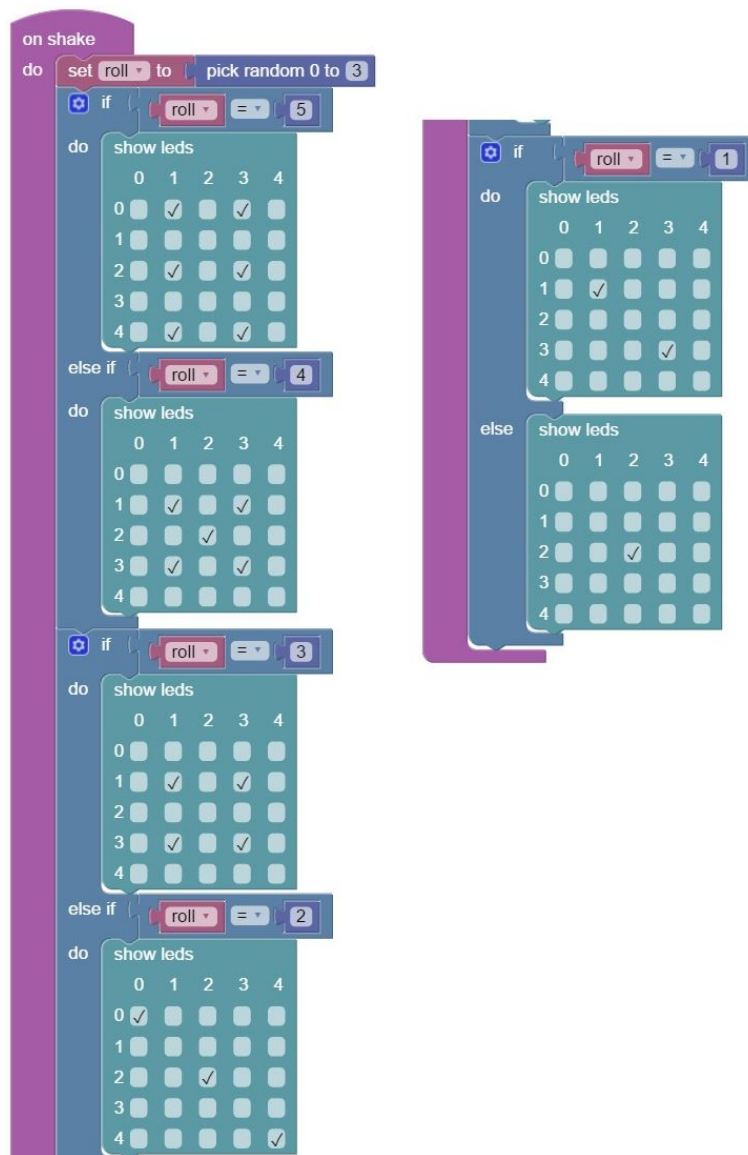 on shake
do set roll to pick random 0 to 3
if roll = 5
do show leds
0 1 2 3 4
0 ✓ ✓
1
2 ✓ ✓
3
4 ✓ ✓
else if roll = 4
do show leds
0 1 2 3 4
0
1 ✓ ✓
2 ✓
3 ✓ ✓
4
if roll = 3
do show leds
0 1 2 3 4
0
1 ✓ ✓
2
3 ✓ ✓
4
else if roll = 2
do show leds
0 1 2 3 4
0 ✓
1
2 ✓
3
4 ✓
if roll = 1
do show leds
0 1 2 3 4
0
1 ✓
2
3 ✓
4
else show leds
0 1 2 3 4
0
1
2 ✓
3
4